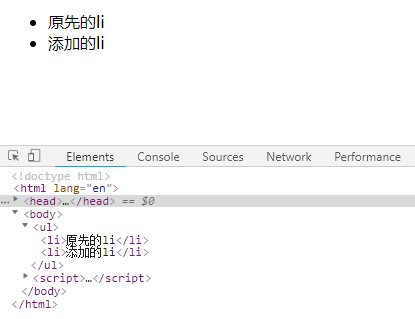 原先的li
添加的li
Elements Console Sources Network Performance
<!doctype html>
<html lang="en">
<head>…</head> == $0
<body>
<ul>
<li>原先的li</li>
<li>添加的li</li>
</ul>
<script>…</script>
</body>
</html>